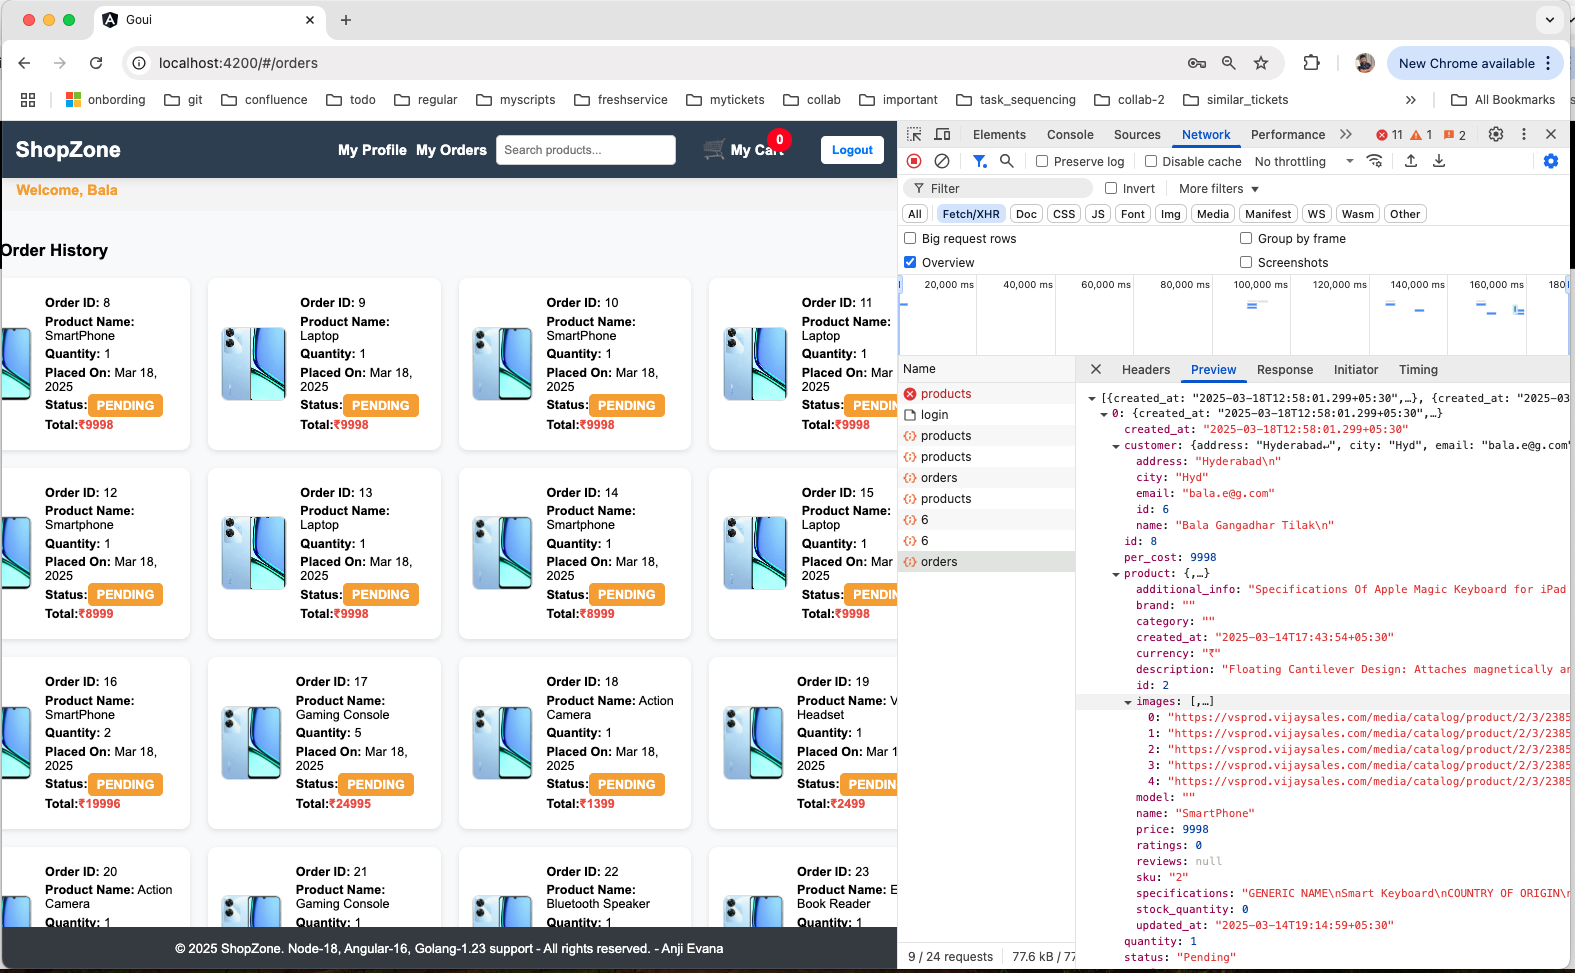 Goui
localhost:4200/#/orders
New Chrome available
onbording
git
confluence
todo
regular
myscripts
freshservice
mytickets
collab
important
task_sequencing
collab-2
similar_tickets
All Bookmarks
ShopZone
My Profile
My Orders
Search products...
My Cart
0
Logout
Welcome, Bala
Order History
Order ID: 8
Product Name:
SmartPhone
Quantity: 1
Placed On: Mar 18,
2025
Status: PENDING
Total:₹9998
Order ID: 9
Product Name:
Laptop
Quantity: 1
Placed On: Mar 18,
2025
Status: PENDING
Total:₹9998
Order ID: 10
Product Name:
SmartPhone
Quantity: 1
Placed On: Mar 18,
2025
Status: PENDING
Total:₹9998
Order ID: 11
Product Name:
Laptop
Quantity: 1
Placed On: Mar
2025
Status: PENDIN
Total:₹9998
Order ID: 12
Product Name:
Smartphone
Quantity: 1
Placed On: Mar 18,
2025
Status: PENDING
Total:₹8999
Order ID: 13
Product Name:
Laptop
Quantity: 1
Placed On: Mar 18,
2025
Status: PENDING
Total:₹9998
Order ID: 14
Product Name:
Smartphone
Quantity: 1
Placed On: Mar 18,
2025
Status: PENDING
Total:₹8999
Order ID: 15
Product Name:
Laptop
Quantity: 1
Placed On: Mar
2025
Status: PENDIN
Total:₹9998
Order ID: 16
Product Name:
SmartPhone
Quantity: 2
Placed On: Mar 18,
2025
Status: PENDING
Total:₹19996
Order ID: 17
Product Name:
Gaming Console
Quantity: 5
Placed On: Mar 18,
2025
Status: PENDING
Total:₹24995
Order ID: 18
Product Name: Action
Camera
Quantity: 1
Placed On: Mar 18,
2025
Status: PENDING
Total:₹1399
Order ID: 19
Product Name: V
Headset
Quantity: 1
Placed On: Mar 1
2025
Status: PENDIN
Total:₹2499
Order ID: 20
Product Name: Action
Camera
Quantity: 1
Order ID: 21
Product Name:
Gaming Console
Quantity: 1
Order ID: 22
Product Name:
Bluetooth Speaker
Quantity: 1
Order ID: 23
Product Name: E
Book Reader
Quantity: 1
© 2025 ShopZone. Node-18, Angular-16, Golang-1.23 support - All rights reserved. - Anji Evana
Elements
Console
Sources
Network
Performance
11
1
2
Preserve log
Disable cache
No throttling
Filter
Invert
More filters
All
Fetch/XHR
Doc
CSS
JS
Font
Img
Media
Manifest
WS
Wasm
Other
Big request rows
Group by frame
Overview
Screenshots
20,000 ms
40,000 ms
60,000 ms
80,000 ms
100,000 ms
120,000 ms
140,000 ms
160,000 ms
180
Name
products
login
products
products
orders
products
6
6
orders
9 / 24 requests
77.6 kB / 77
Headers
Preview
Response
Initiator
Timing
[{created_at: "2025-03-18T12:58:01.299+05:30",…}, {created_at: "2025-03
0: {created_at: "2025-03-18T12:58:01.299+05:30",…}
created_at: "2025-03-18T12:58:01.299+05:30"
customer: {address: "Hyderabad↵", city: "Hyd", email: "bala.e@g.com"
address: "Hyderabad\n"
city: "Hyd"
email: "bala.e@g.com"
id: 6
name: "Bala Gangadhar Tilak\n"
id: 8
per_cost: 9998
product: {,…}
additional_info: "Specifications Of Apple Magic Keyboard for iPad
brand: ""
category: ""
created_at: "2025-03-14T17:43:54+05:30"
currency: "₹"
description: "Floating Cantilever Design: Attaches magnetically an
id: 2
images: [,…]
0: "https://vsprod.vijaysales.com/media/catalog/product/2/3/2385
1: "https://vsprod.vijaysales.com/media/catalog/product/2/3/2385
2: "https://vsprod.vijaysales.com/media/catalog/product/2/3/2385
3: "https://vsprod.vijaysales.com/media/catalog/product/2/3/2385
4: "https://vsprod.vijaysales.com/media/catalog/product/2/3/2385
model: ""
name: "SmartPhone"
price: 9998
ratings: 0
reviews: null
sku: "2"
specifications: "GENERIC NAME\nSmart Keyboard\nCOUNTRY OF ORIGIN\
stock_quantity: 0
updated_at: "2025-03-14T19:14:59+05:30"
quantity: 1
status: "Pending"